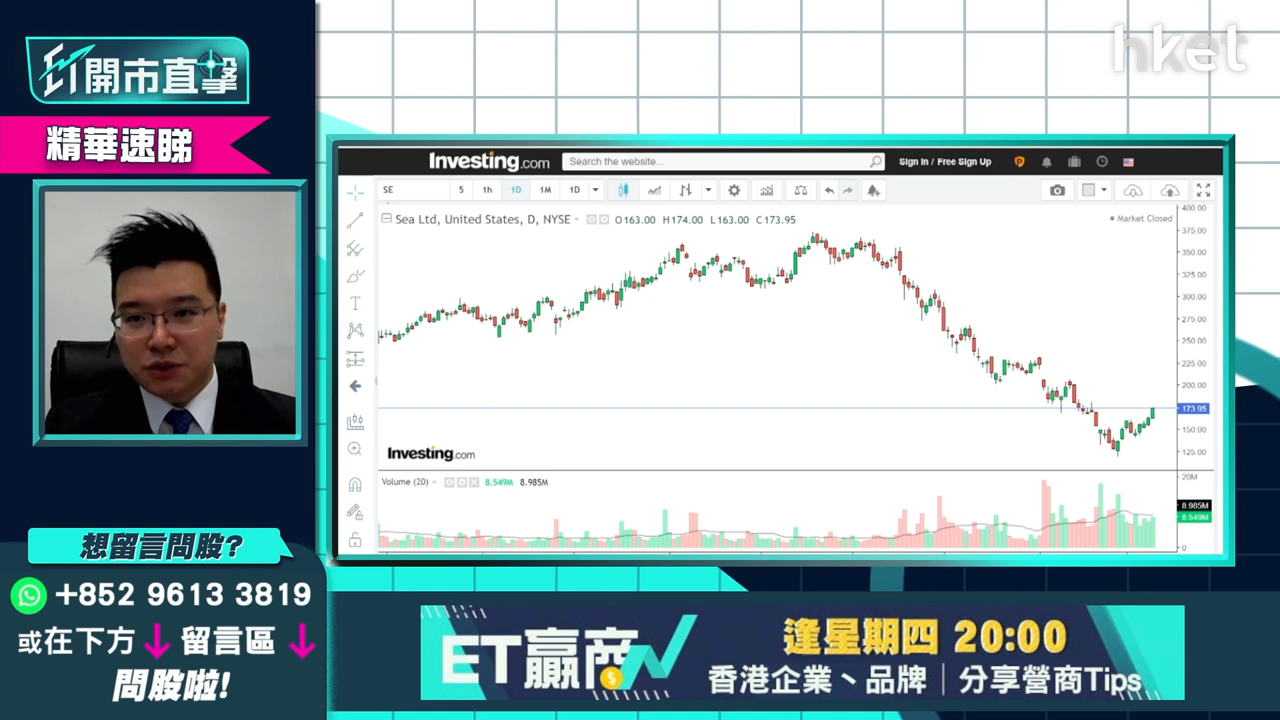 ET開市直擊
hket
精華速睇
Investing.com
Search the website...
Sign In / Free Sign Up
SE
5
1h
1D
1M
1D
Sea Ltd, United States, D, NYSE
O163.00 H174.00 L163.00 C173.95
Market Closed
400.00
375.00
350.00
325.00
300.00
275.00
250.00
225.00
200.00
173.95
150.00
125.00
Investing.com
Volume (20)
8.549M
8.985M
20M
8.985M
8.549M
0
想留言問股?
+852 9613 3819
或在下方↓留言區↓
問股啦!
ET贏商
逢星期四 20:00
香港企業、品牌｜分享營商Tips